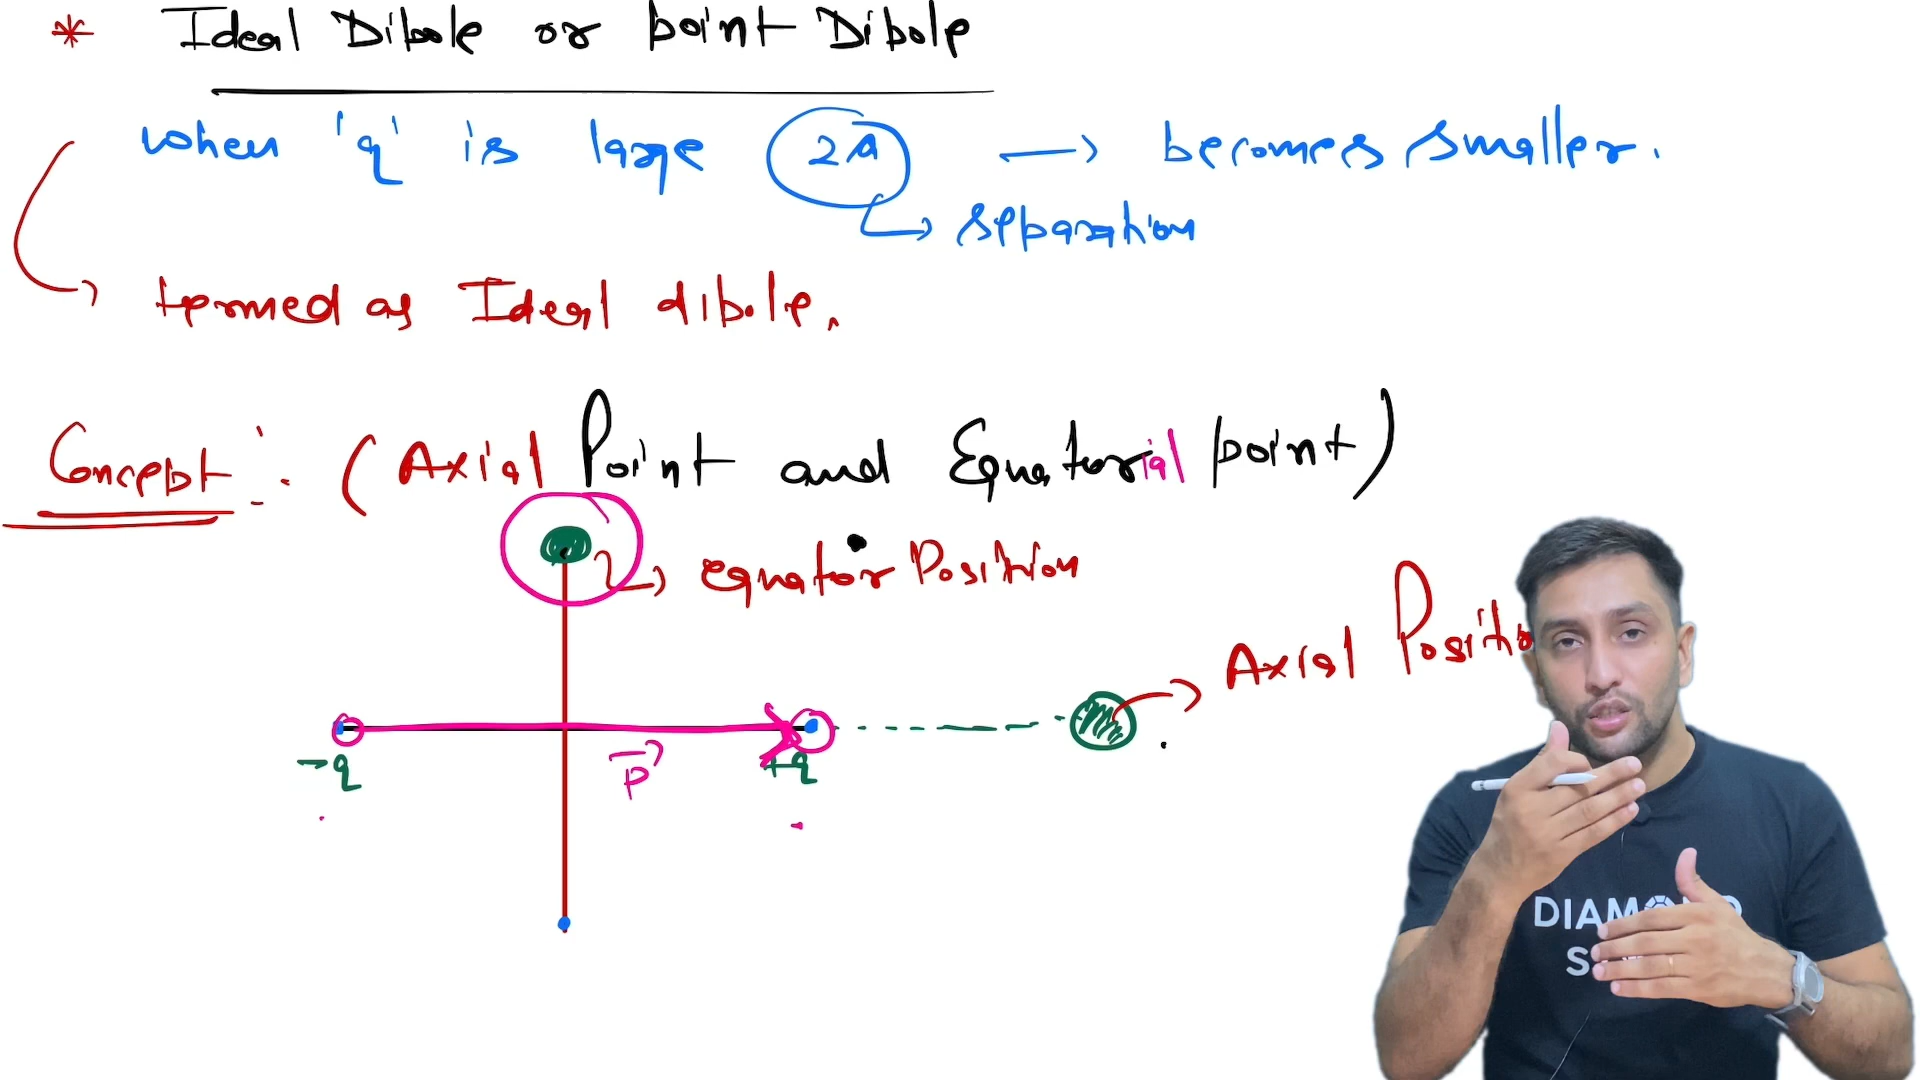 * Ideal Dipole or point Dipole
when 'q' is large 2a → becomes smaller.
→ separation
→ termed as Ideal dipole.
Concept :- (Axial Point and Equatorial point)
→ equator Position
→ Axial Positio
-q
+q
p→
DIAMOND
S